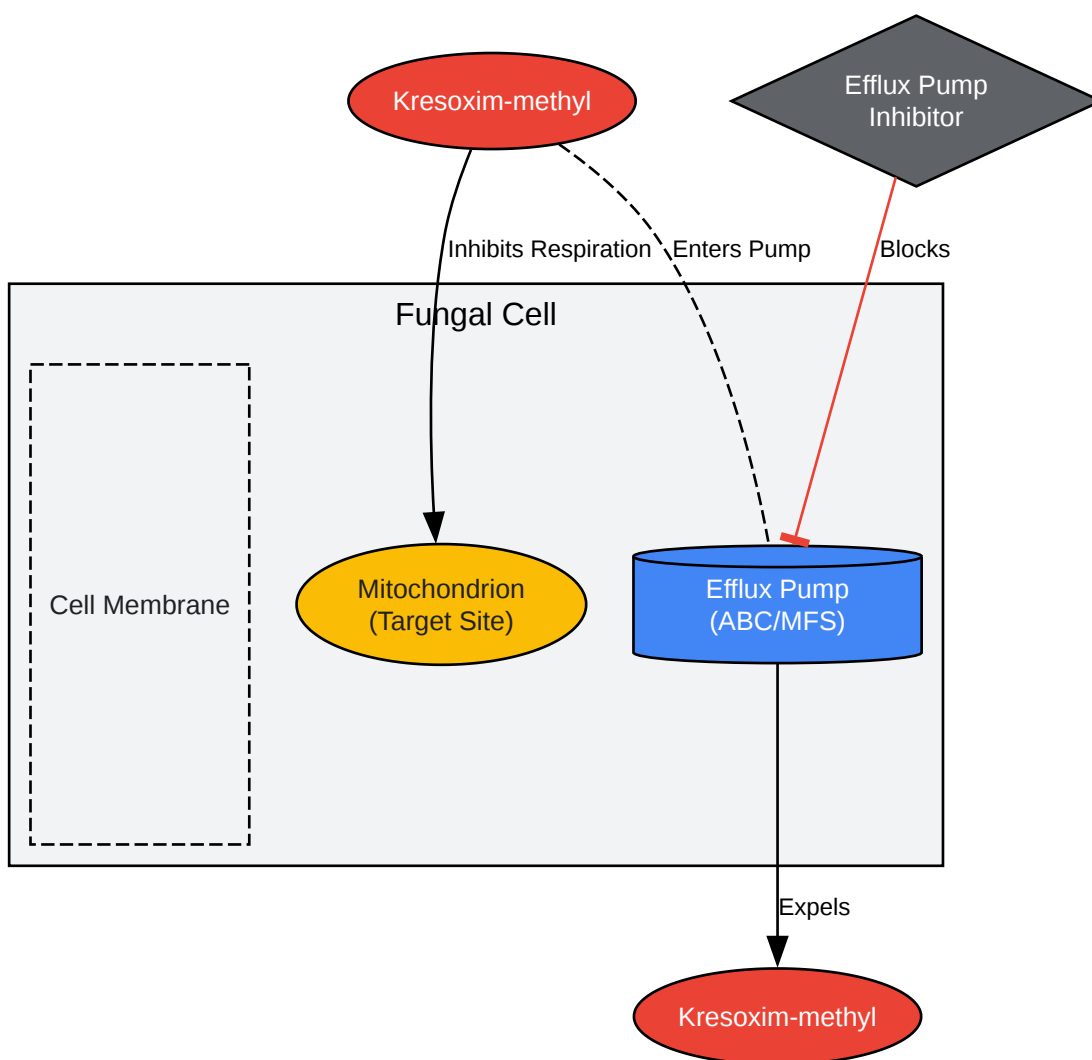 Kresoxim-methyl
Efflux Pump
Inhibitor
Inhibits Respiration
Enters Pump
Blocks
Fungal Cell
Cell Membrane
Mitochondrion
(Target Site)
Efflux Pump
(ABC/MFS)
Expels
Kresoxim-methyl